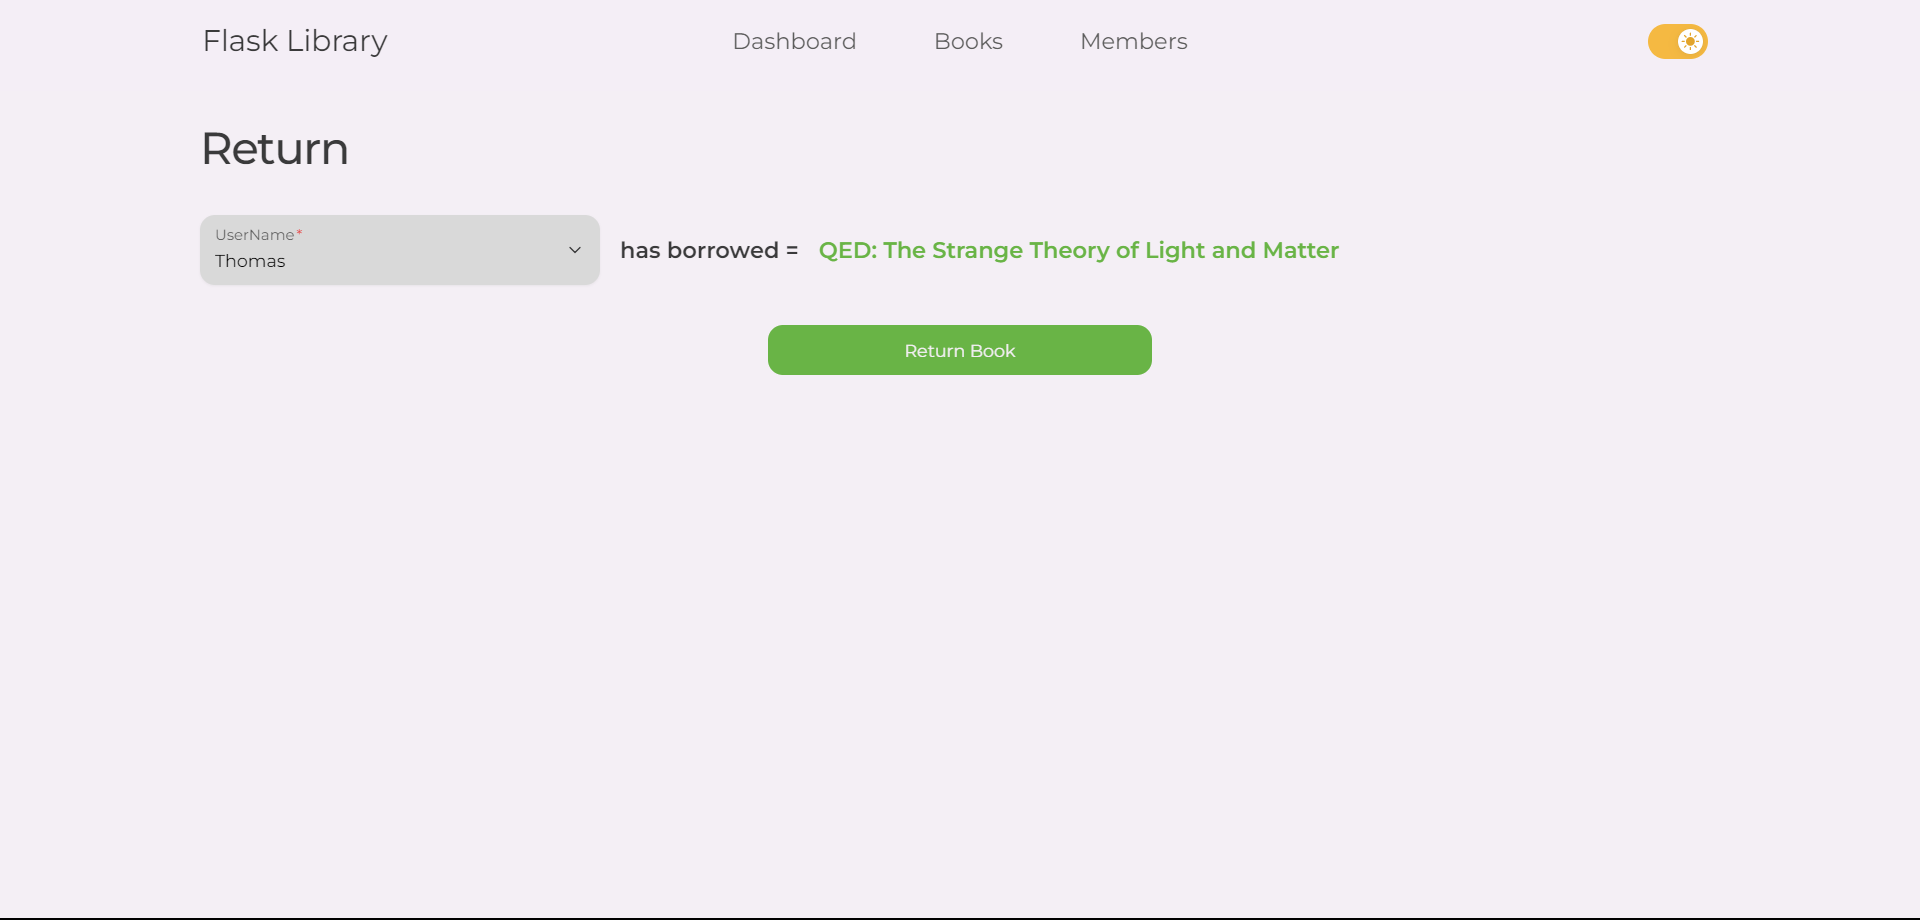 Flask Library
Dashboard
Books
Members
Return
UserName*
Thomas
has borrowed =
QED: The Strange Theory of Light and Matter
Return Book